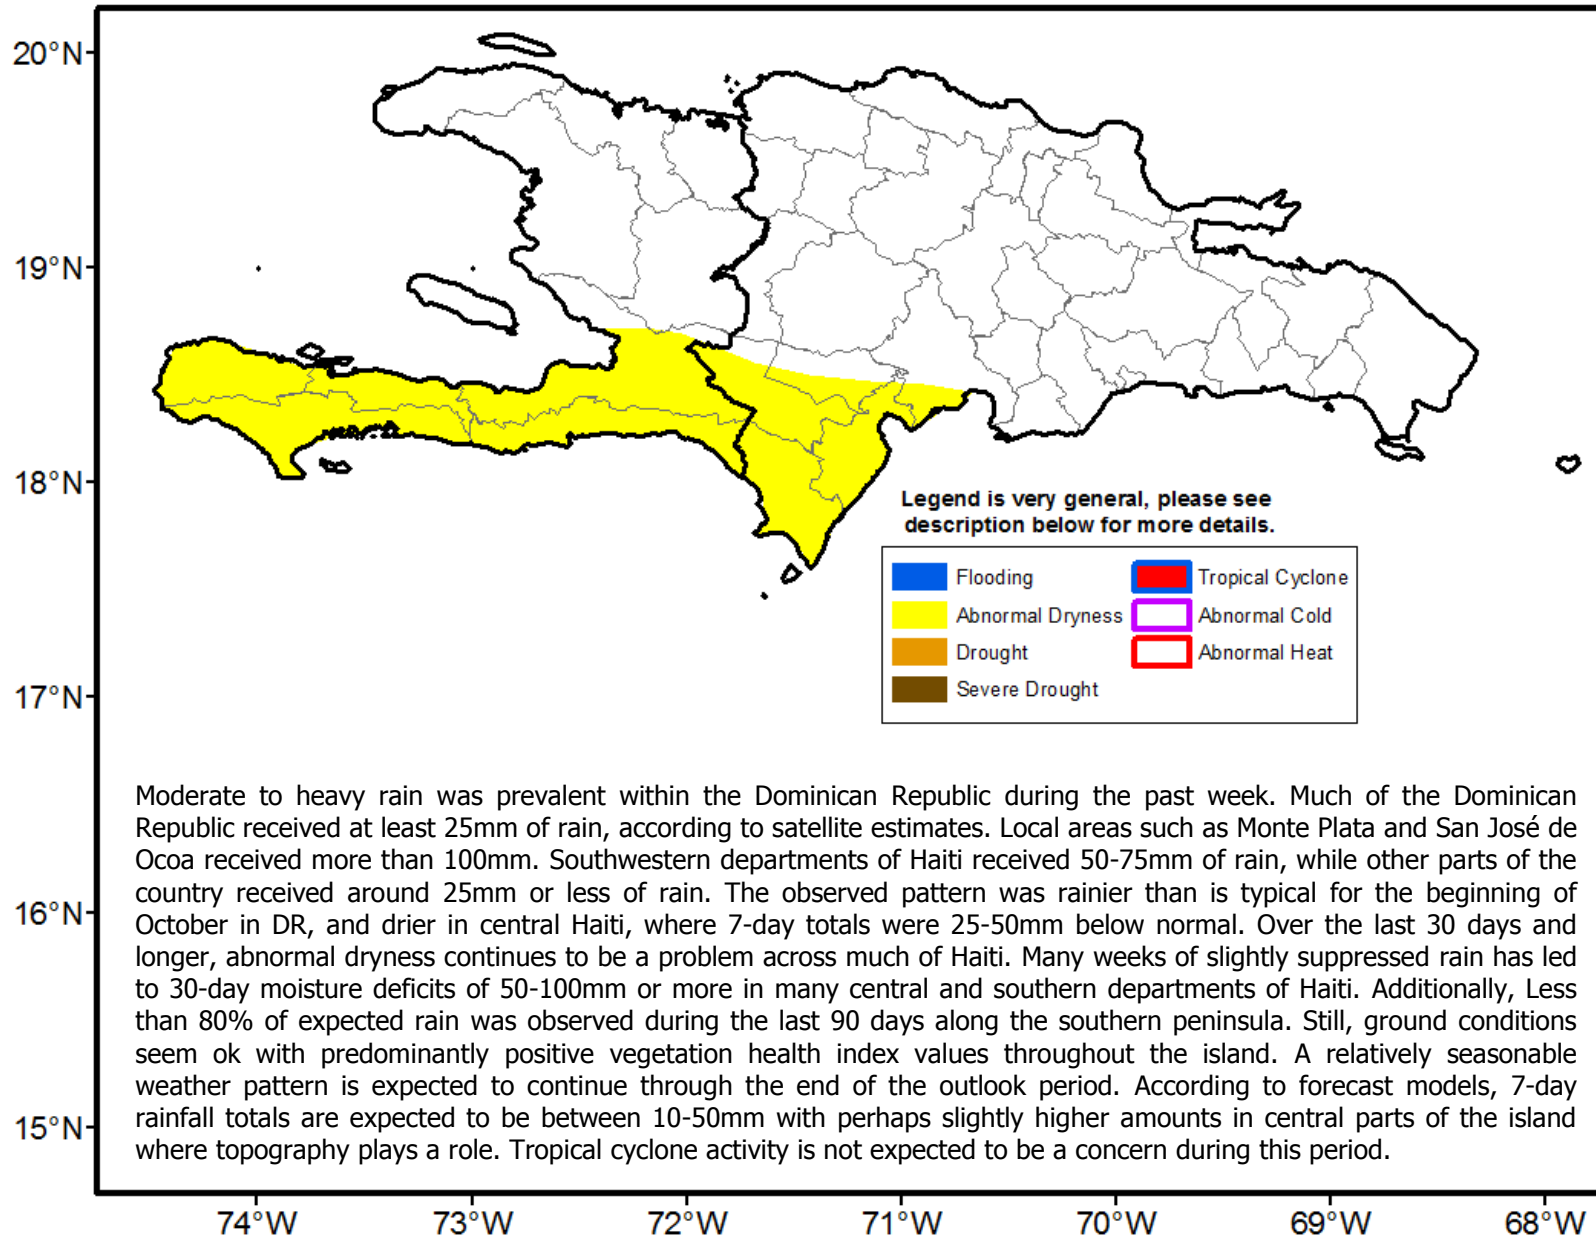 20°N
19°N
18°N
17°N
16°N
15°N
Legend is very general, please see
description below for more details.
Flooding
Tropical Cyclone
Abnormal Dryness
Abnormal Cold
Drought
Abnormal Heat
Severe Drought
Moderate to heavy rain was prevalent within the Dominican Republic during the past week. Much of the Dominican
Republic received at least 25mm of rain, according to satellite estimates. Local areas such as Monte Plata and San José de
Ocoa received more than 100mm. Southwestern departments of Haiti received 50-75mm of rain, while other parts of the
country received around 25mm or less of rain. The observed pattern was rainier than is typical for the beginning of
October in DR, and drier in central Haiti, where 7-day totals were 25-50mm below normal. Over the last 30 days and
longer, abnormal dryness continues to be a problem across much of Haiti. Many weeks of slightly suppressed rain has led
to 30-day moisture deficits of 50-100mm or more in many central and southern departments of Haiti. Additionally, Less
than 80% of expected rain was observed during the last 90 days along the southern peninsula. Still, ground conditions
seem ok with predominantly positive vegetation health index values throughout the island. A relatively seasonable
weather pattern is expected to continue through the end of the outlook period. According to forecast models, 7-day
rainfall totals are expected to be between 10-50mm with perhaps slightly higher amounts in central parts of the island
where topography plays a role. Tropical cyclone activity is not expected to be a concern during this period.
74°W
73°W
72°W
71°W
70°W
69°W
68°W